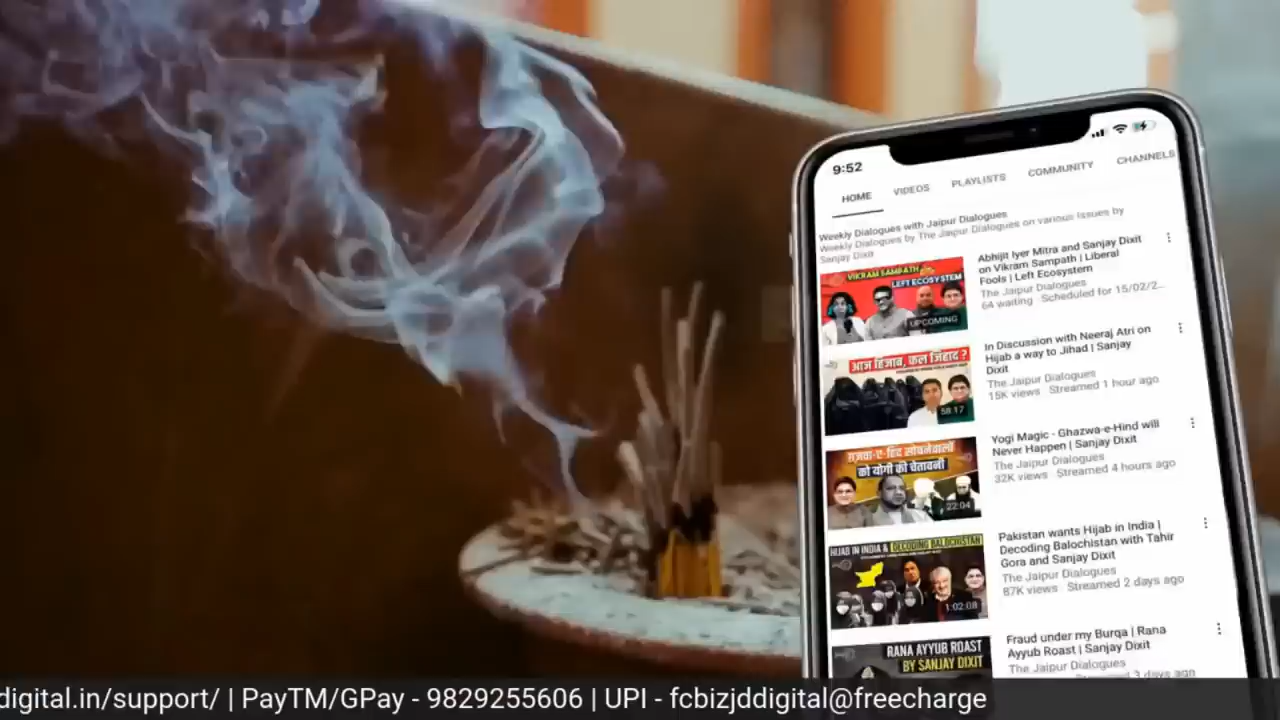 9:52
HOME VIDEOS PLAYLISTS COMMUNITY CHANNELS
Weekly Dialogues with Jaipur Dialogues
Weekly Dialogues by The Jaipur Dialogues on various Issues by
Sanjay Dixit
VIKRAM SAMPATH
LEFT ECOSYSTEM
UPCOMING
Abhijit Iyer Mitra and Sanjay Dixit
on Vikram Sampath | Liberal
Fools | Left Ecosystem
The Jaipur Dialogues
64 waiting Scheduled for 15/02/2...
आज हिजाब, कल जिहाद ?
58:17
In Discussion with Neeraj Atri on
Hijab a way to Jihad | Sanjay
Dixit
The Jaipur Dialogues
15K views Streamed 1 hour ago
ग़जवा-ए-हिंद सोचनेवालों
को योगी की चेतावनी
22:04
Yogi Magic - Ghazwa-e-Hind will
Never Happen | Sanjay Dixit
The Jaipur Dialogues
32K views Streamed 4 hours ago
HIJAB IN INDIA & DECODING BALOCHISTAN
1:02:08
Pakistan wants Hijab in India |
Decoding Balochistan with Tahir
Gora and Sanjay Dixit
The Jaipur Dialogues
87K views Streamed 2 days ago
RANA AYYUB ROAST
BY SANJAY DIXIT
Fraud under my Burqa | Rana
Ayyub Roast | Sanjay Dixit
The Jaipur Dialogues
3 days ago
digital.in/support/ | PayTM/GPay - 9829255606 | UPI - fcbizjddigital@freecharge